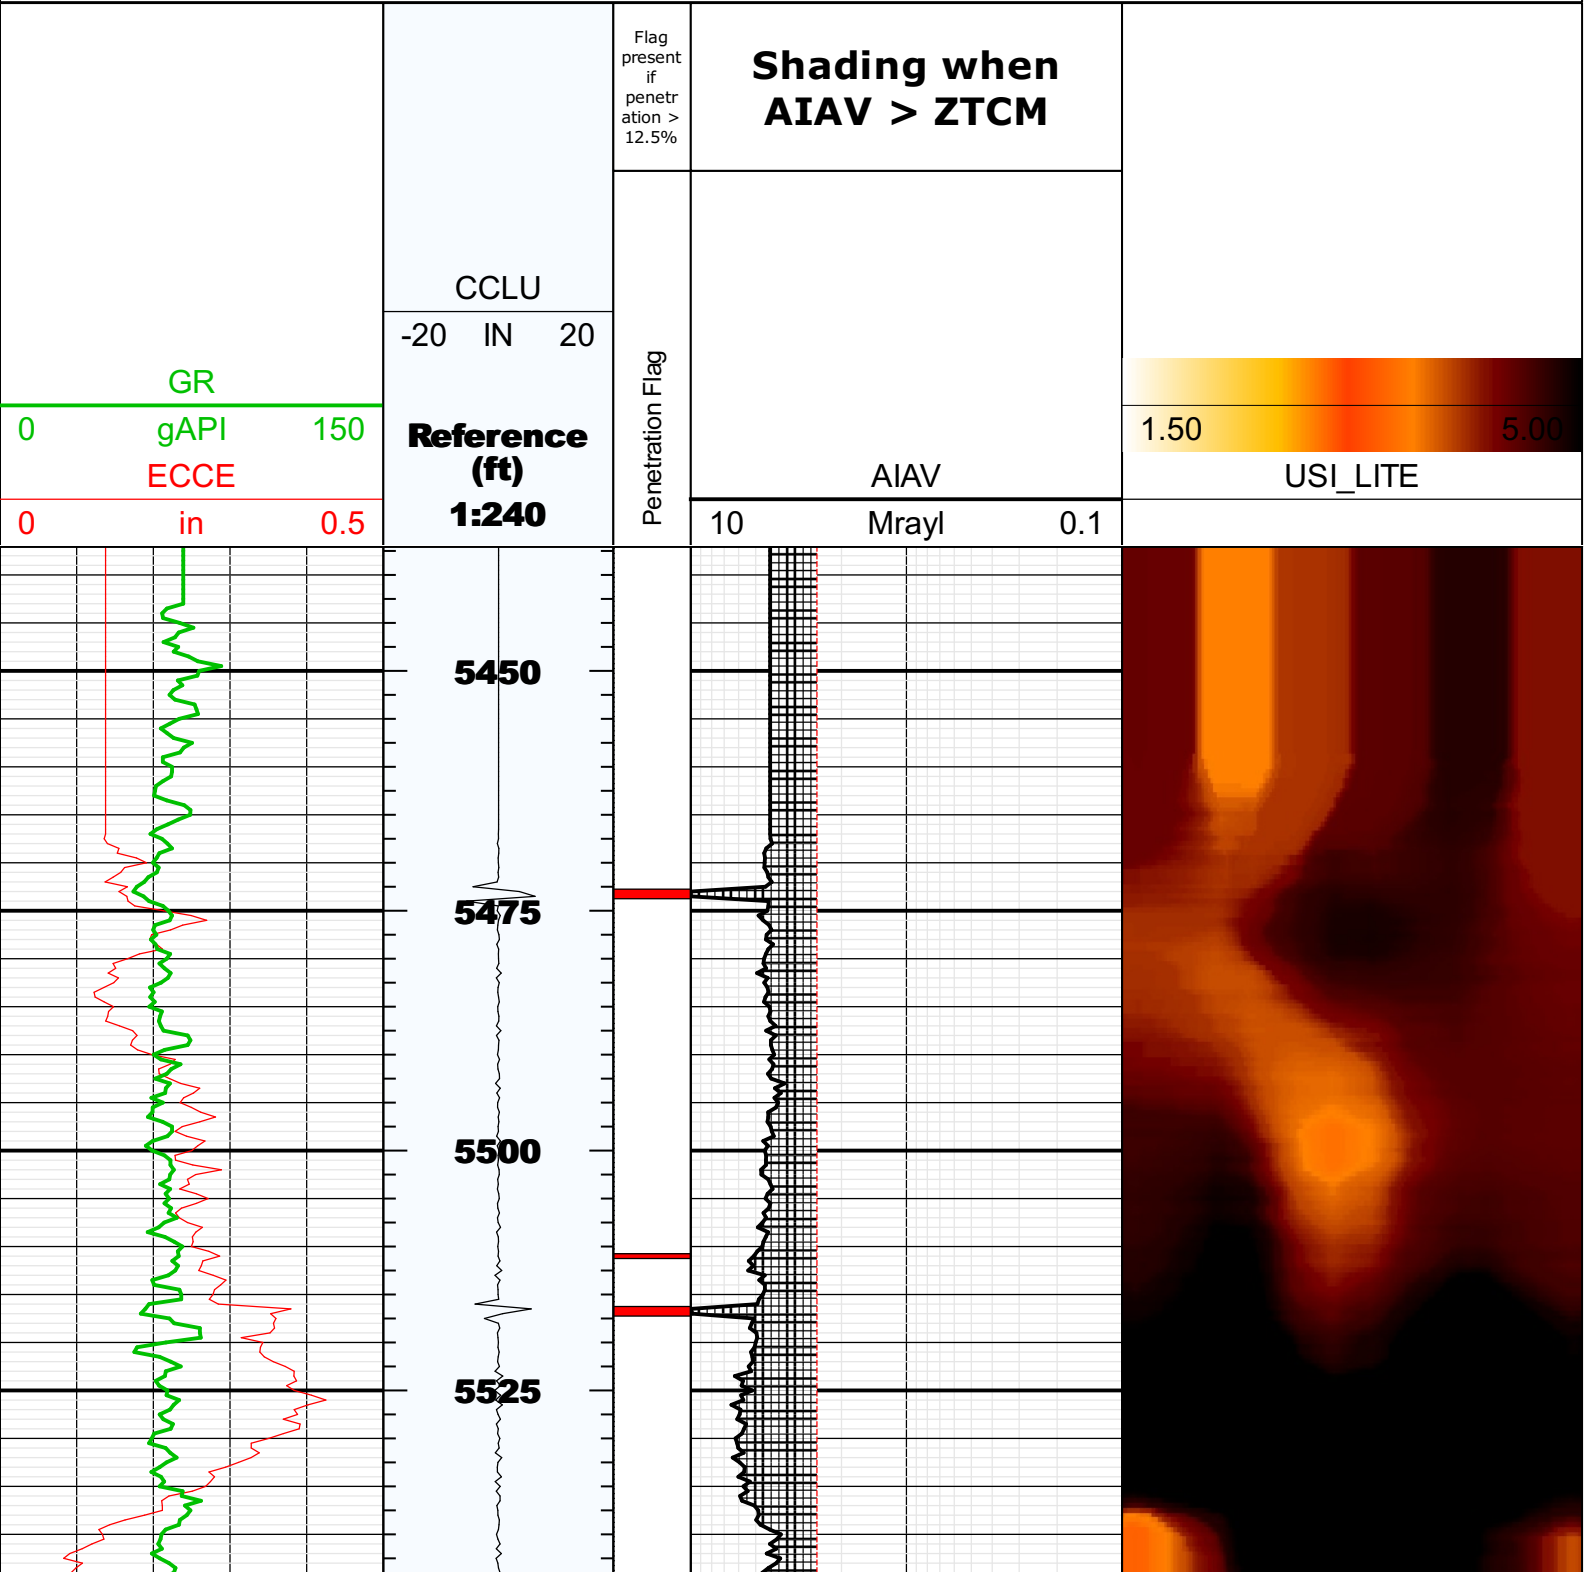 Flag
present
if
penetr
ation >
12.5%
Shading when
AIAV > ZTCM
CCLU
-20 IN 20
GR
0 gAPI 150
ECCE
0 in 0.5
Reference
(ft)
1:240
Penetration Flag
AIAV
10 Mrayl 0.1
1.50 5.00
USI_LITE
5450
5475
5500
5525